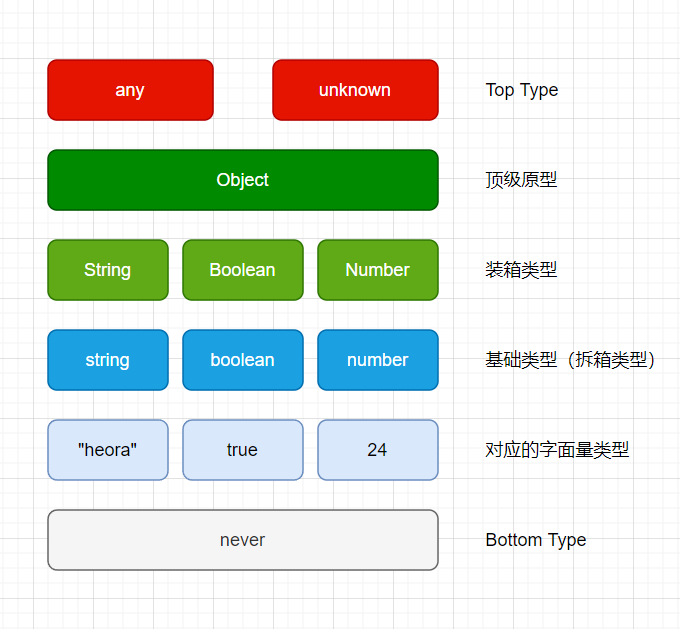 any unknown Top Type
Object 顶级原型
String Boolean Number 装箱类型
string boolean number 基础类型（拆箱类型）
"heora" true 24 对应的字面量类型
never Bottom Type